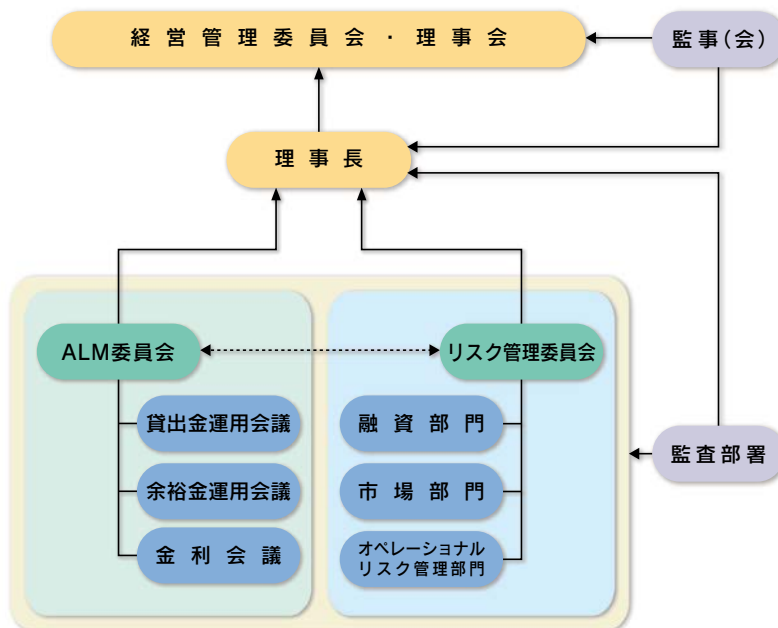 経営管理委員会・理事会
監事(会)
理事長
ALM委員会
リスク管理委員会
貸出金運用会議
融資部門
監査部署
余裕金運用会議
市場部門
金利会議
オペレーショナル
リスク管理部門